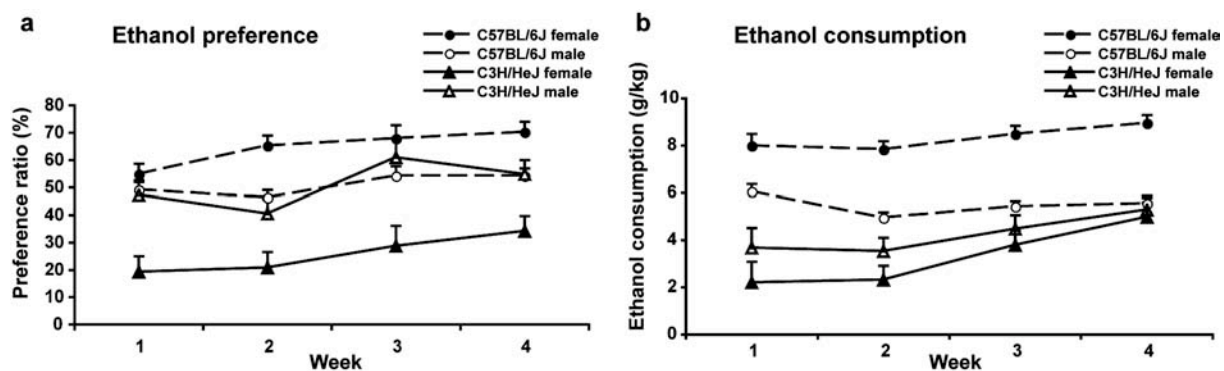 a
Ethanol preference
C57BL/6J female
C57BL/6J male
C3H/HeJ female
C3H/HeJ male
Preference ratio (%)
80
70
60
50
40
30
20
10
0
1 2 3 4
Week
b
Ethanol consumption
C57BL/6J female
C57BL/6J male
C3H/HeJ female
C3H/HeJ male
Ethanol consumption (g/kg)
10
8
6
4
2
0
1 2 3 4
Week